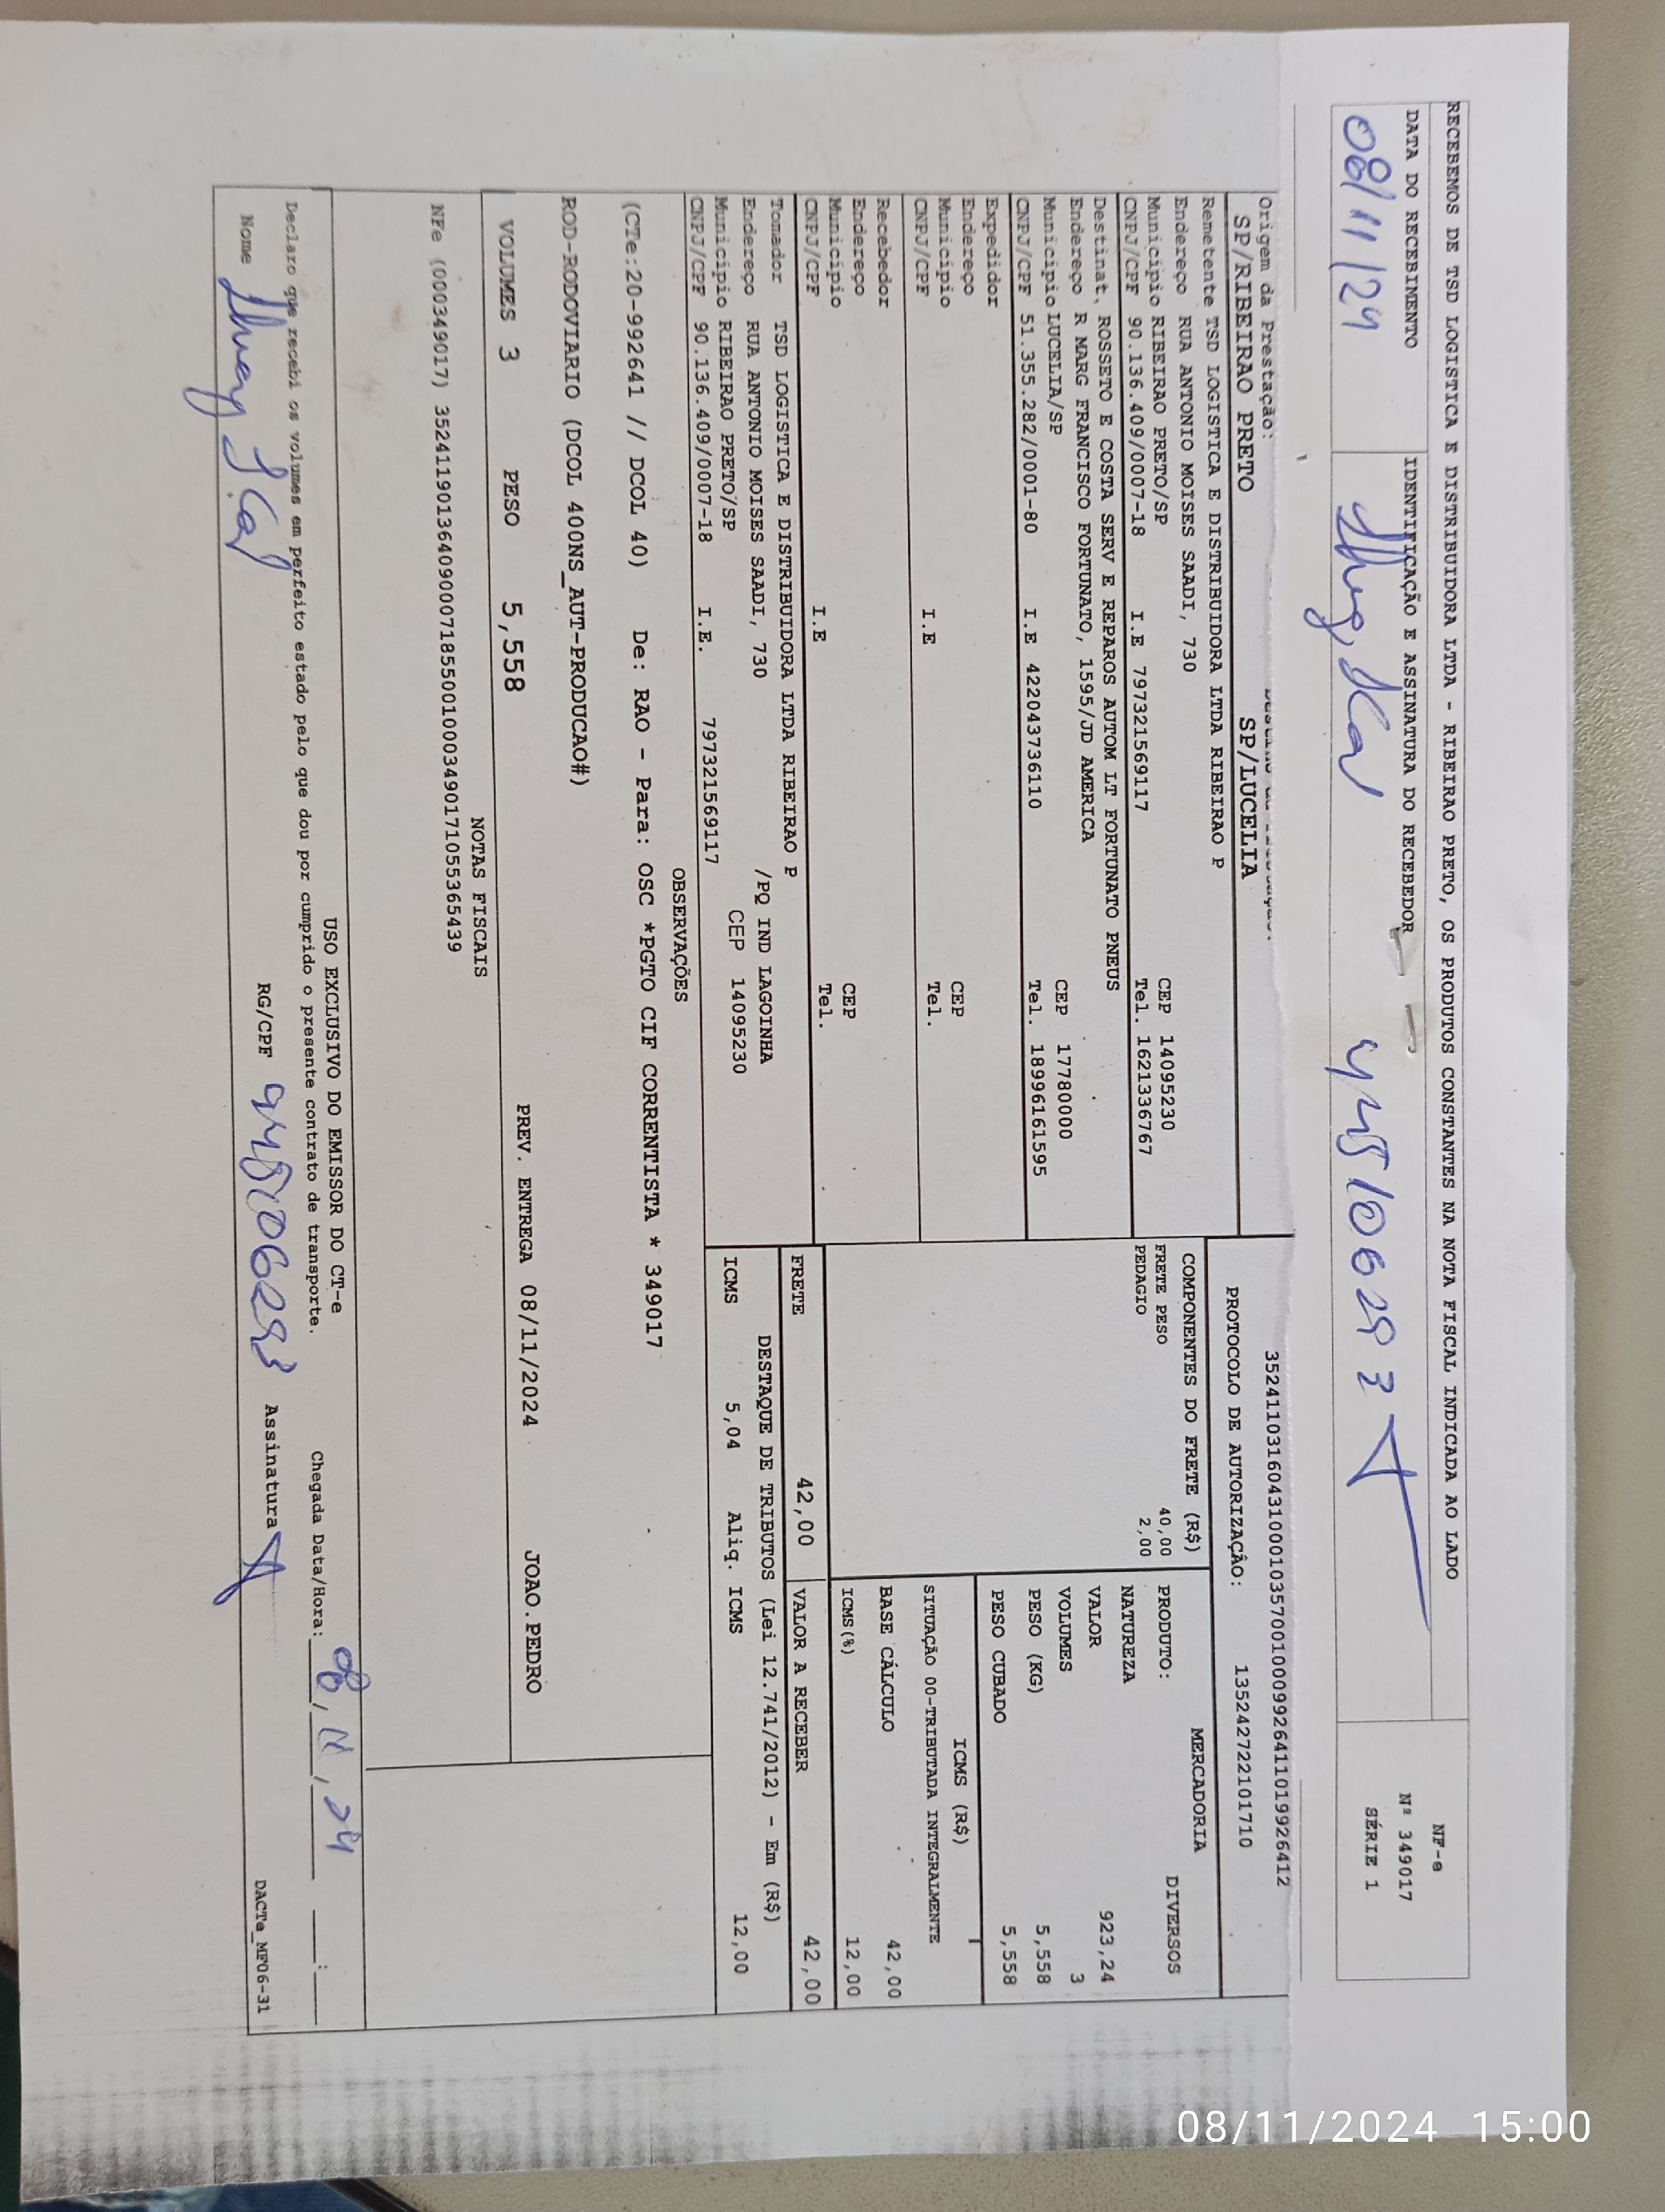 RECEBEMOS DE TSD LOGISTICA E DISTRIBUIDORA LTDA - RIBEIRAO PRETO, OS PRODUTOS CONSTANTES NA NOTA FISCAL INDICADA AO LADO
DATA DO RECEBIMENTO
08/11/24
IDENTIFICAÇÃO E ASSINATURA DO RECEBEDOR
NF-e
Nº 349017
SÉRIE 1
Origem da Prestação:
SP/RIBEIRAO PRETO SP/LUCELIA
Remetente TSD LOGISTICA E DISTRIBUIDORA LTDA RIBEIRAO P
Endereço RUA ANTONIO MOISES SAADI, 730
Municipio RIBEIRAO PRETO/SP CEP 14095230
CNPJ/CPF 90.136.409/0007-18 I.E 797321569117 Tel. 1621336767
Destinat. ROSSETO E COSTA SERV E REPAROS AUTOM LT FORTUNATO PNEUS
Endereço R MARG FRANCISCO FORTUNATO, 1595/JD AMERICA
Municipio LUCELIA/SP CEP 17780000
CNPJ/CPF 51.355.282/0001-80 I.E 422043736110 Tel. 18996161595
Expedidor
Endereço
Municipio CEP
CNPJ/CPF I.E Tel.
Recebedor
Endereço
Municipio CEP
CNPJ/CPF I.E Tel.
Tomador TSD LOGISTICA E DISTRIBUIDORA LTDA RIBEIRAO P
Endereço RUA ANTONIO MOISES SAADI, 730 /PQ IND LAGOINHA
Municipio RIBEIRAO PRETO/SP CEP 14095230
CNPJ/CPF 90.136.409/0007-18 I.E. 797321569117
35241103160431000103570010009926411019926412
PROTOCOLO DE AUTORIZAÇÃO: 135242722101710
COMPONENTES DO FRETE (R$)
FRETE PESO 40,00
PEDAGIO 2,00
MERCADORIA
PRODUTO: DIVERSOS
NATUREZA
VALOR 923,24
VOLUMES 3
PESO (KG) 5,558
PESO CUBADO 5,558
ICMS (R$)
SITUAÇÃO 00-TRIBUTADA INTEGRALMENTE
BASE CÁLCULO 42,00
ICMS(%) 12,00
FRETE 42,00 VALOR A RECEBER 42,00
DESTAQUE DE TRIBUTOS (Lei 12.741/2012) - Em (R$)
ICMS 5,04 Aliq. ICMS 12,00
OBSERVAÇÕES
(CTe:20-992641 // DCOL 40) De: RAO - Para: OSC *PGTO CIF CORRENTISTA * 349017
ROD-RODOVIARIO (DCOL 400NS_AUT-PRODUCAO#)
VOLUMES 3 PESO 5,558 PREV. ENTREGA 08/11/2024 JOAO.PEDRO
NOTAS FISCAIS
NFe (000349017) 35241190136409000718550010003490171055365439
USO EXCLUSIVO DO EMISSOR DO CT-e
Declaro que recebi os volumes em perfeito estado pelo que dou por cumprido o presente contrato de transporte. Chegada Data/Hora: 08, 11, 24 :
Nome RG/CPF Assinatura
DACTe_MF06-31
08/11/2024 15:00